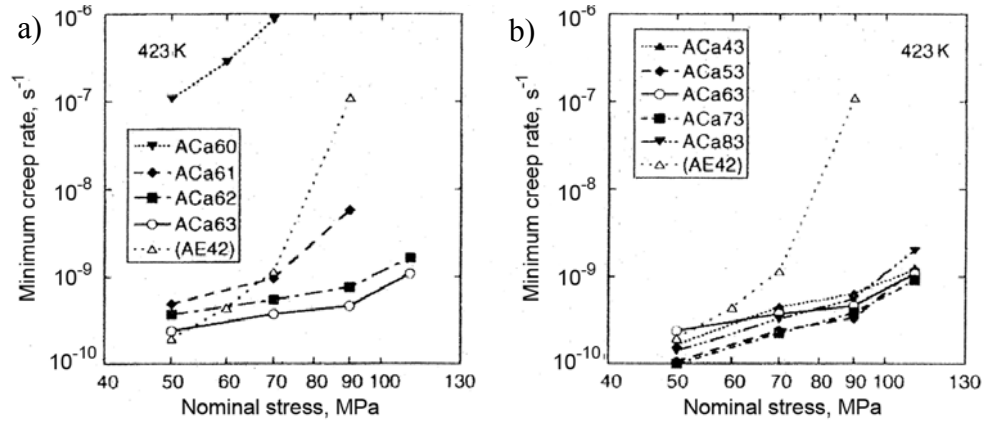 a)
423 K
Minimum creep rate, s⁻¹
10⁻⁶
10⁻⁷
10⁻⁸
10⁻⁹
10⁻¹⁰
ACa60
ACa61
ACa62
ACa63
(AE42)
40 50 60 70 80 90 100 130
Nominal stress, MPa
b)
423 K
Minimum creep rate, s⁻¹
10⁻⁶
10⁻⁷
10⁻⁸
10⁻⁹
10⁻¹⁰
ACa43
ACa53
ACa63
ACa73
ACa83
(AE42)
40 50 60 70 80 90 100 130
Nominal stress, MPa